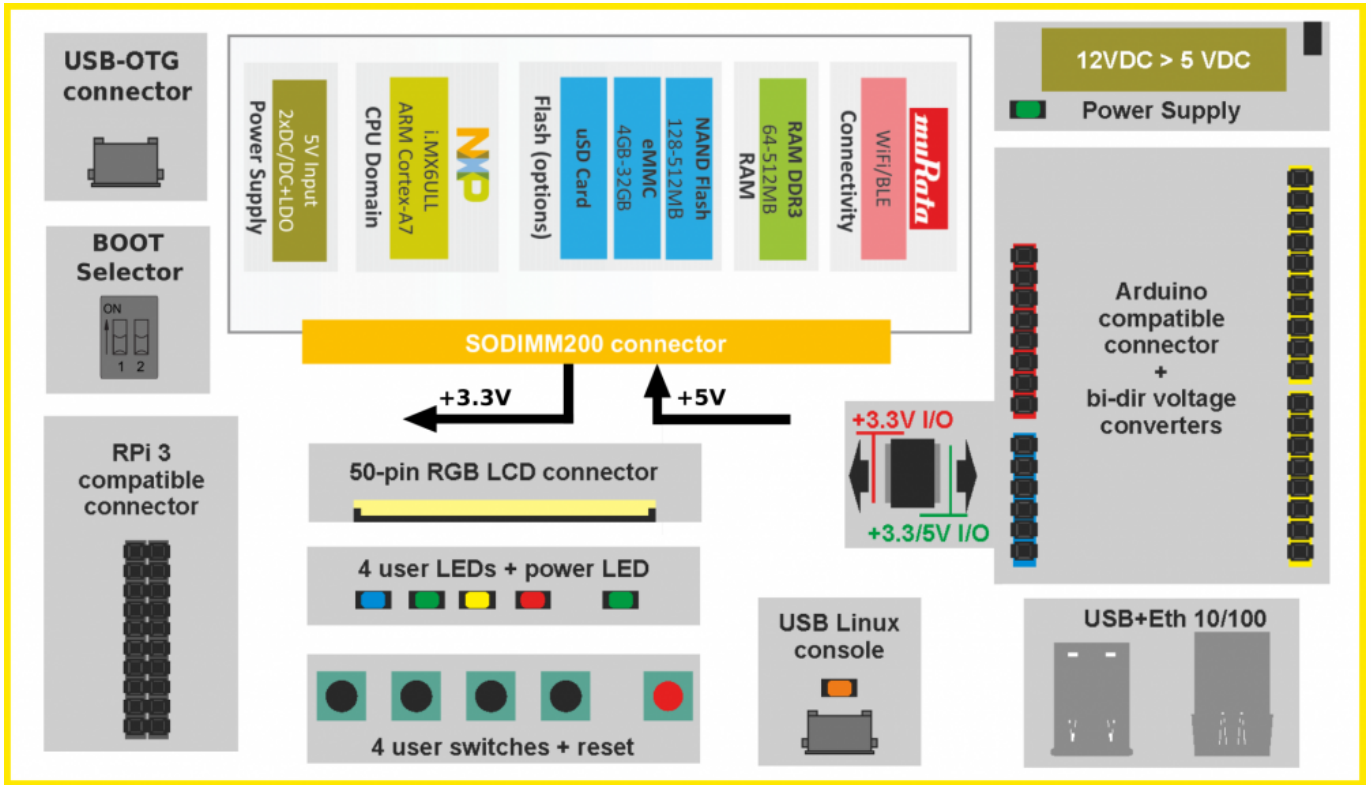 USB-OTG
connector
BOOT
Selector
ON
1 2
RPi 3
compatible
connector
5V Input
2xDC/DC+LDO
Power Supply
NXP
i.MX6ULL
ARM Cortex-A7
CPU Domain
NAND Flash
128-512MB
eMMC
4GB-32GB
uSD Card
Flash (options)
RAM DDR3
64-512MB
RAM
muRata
WiFi/BLE
Connectivity
SODIMM200 connector
+3.3V
+5V
50-pin RGB LCD connector
4 user LEDs + power LED
4 user switches + reset
12VDC > 5 VDC
Power Supply
Arduino
compatible
connector
+
bi-dir voltage
converters
+3.3V I/O
+3.3/5V I/O
USB Linux
console
USB+Eth 10/100